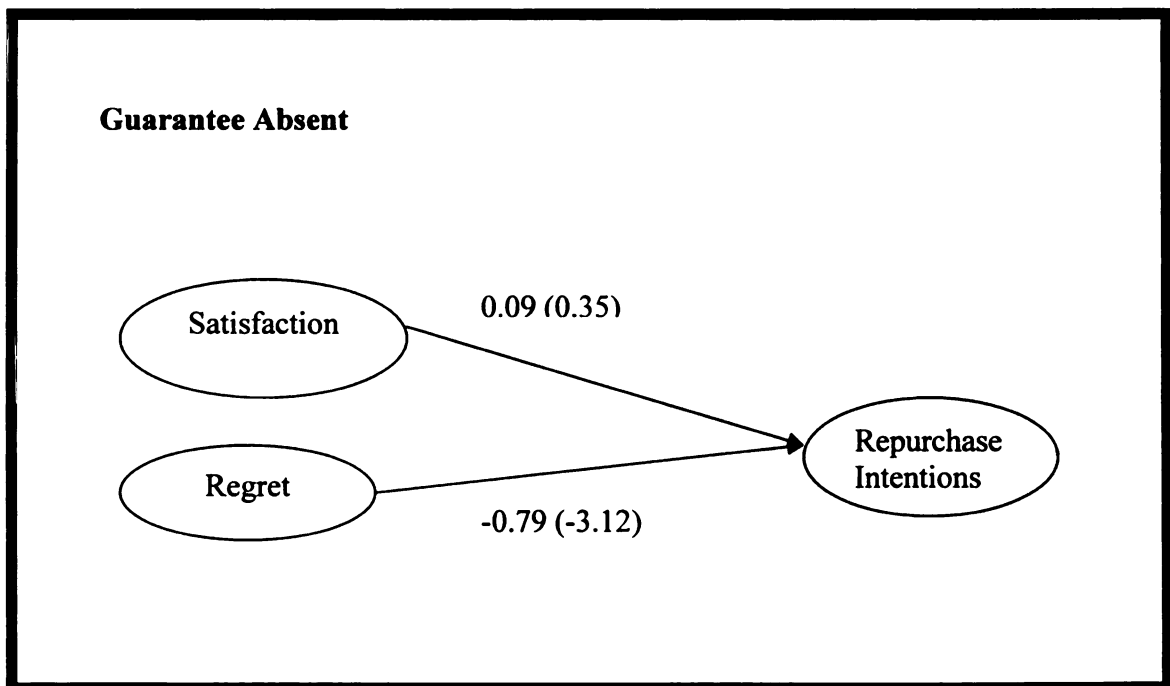 Guarantee Absent
Satisfaction
0.09 (0.35)
Regret
-0.79 (-3.12)
Repurchase
Intentions